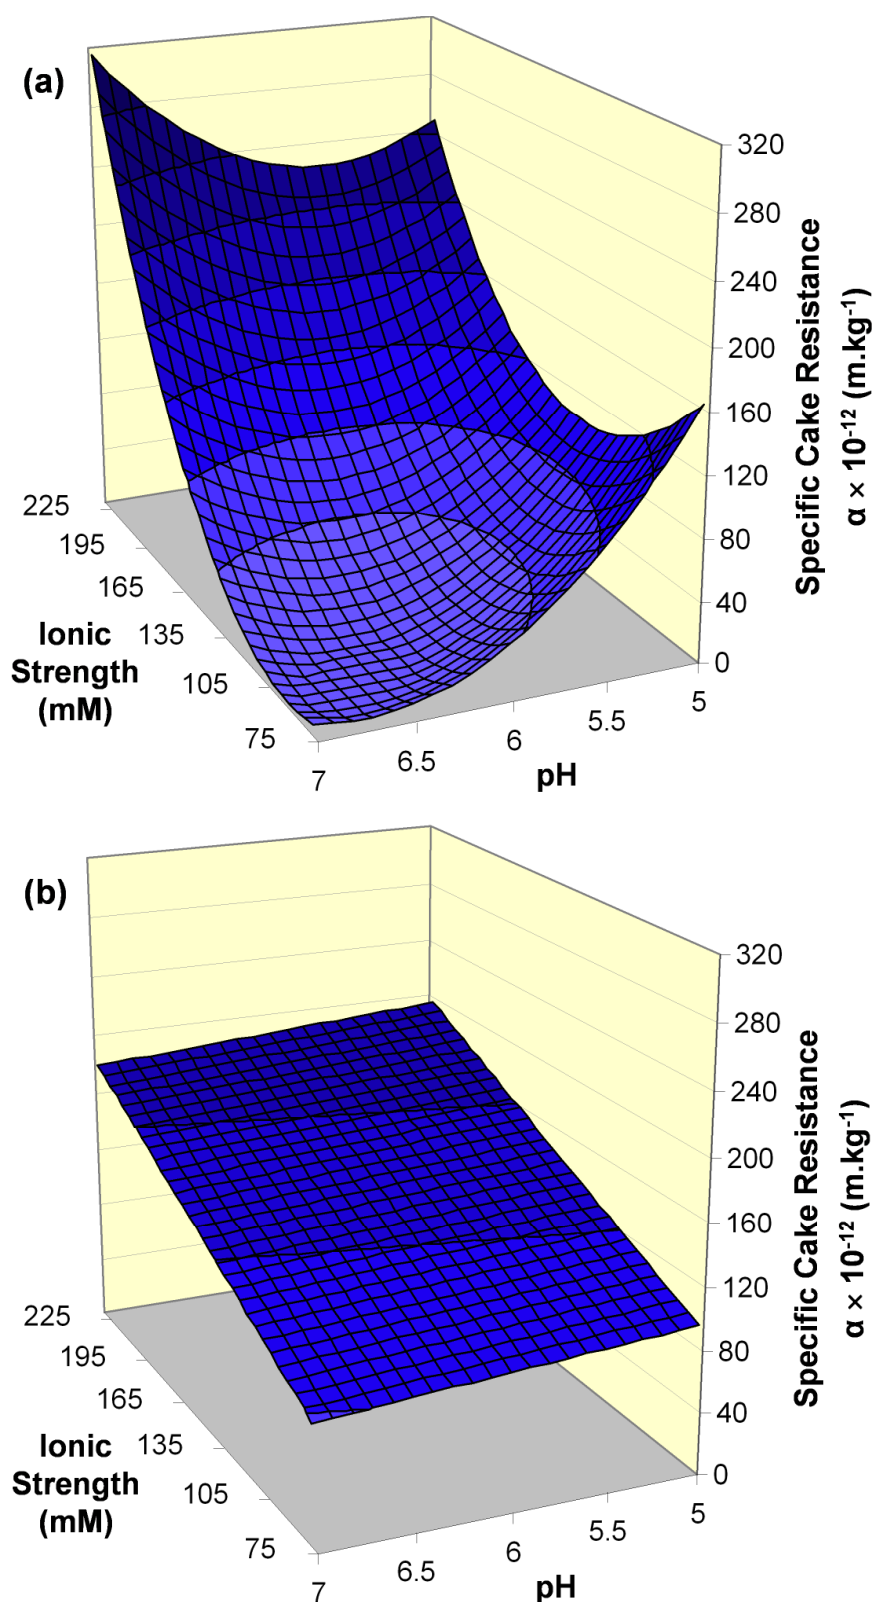 (a)
320
280
240
200
160
120
80
40
0
Specific Cake Resistance
α × 10⁻¹² (m.kg⁻¹)
225
195
165
135
105
75
Ionic
Strength
(mM)
7
6.5
6
5.5
5
pH
(b)
320
280
240
200
160
120
80
40
0
Specific Cake Resistance
α × 10⁻¹² (m.kg⁻¹)
225
195
165
135
105
75
Ionic
Strength
(mM)
7
6.5
6
5.5
5
pH